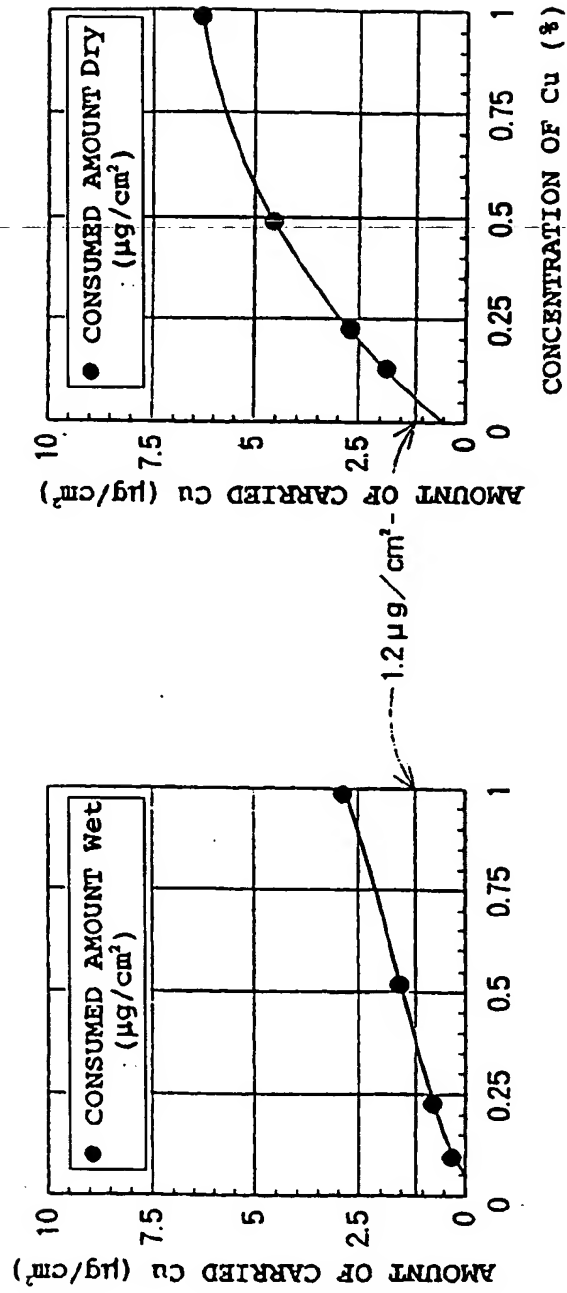 AMOUNT OF CARRIED Cu (µg/cm²)
10
7.5
5
2.5
0
● CONSUMED AMOUNT Wet
: (µg/cm²)
0 0.25 0.5 0.75 1
1.2 µg/cm²
AMOUNT OF CARRIED Cu (µg/cm²)
10.
7.5
5
2.5
0
● CONSUMED AMOUNT Dry
: (µg/cm²)
0 0.25 0.5 0.75 1
CONCENTRATION OF Cu (%)